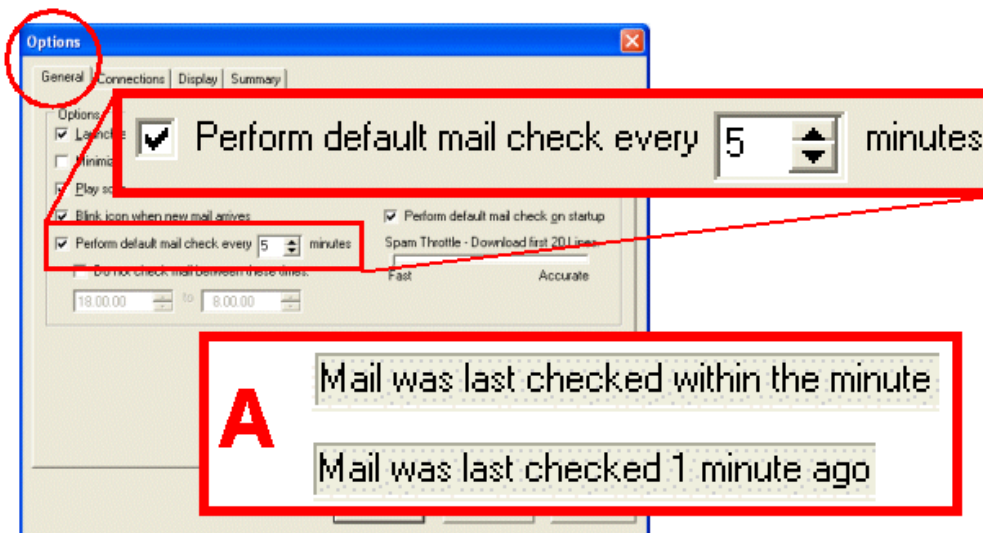 Options
General Connections Display Summary
Options
Perform default mail check every 5 minutes
Play
Blink icon when new mail arrives
Perform default mail check on startup
Perform default mail check every 5 minutes
Spam Throttle - Download first 20 Lines
Do not check mail between these times:
Fast Accurate
18.00.00 to 8.00.00
A
Mail was last checked within the minute
Mail was last checked 1 minute ago